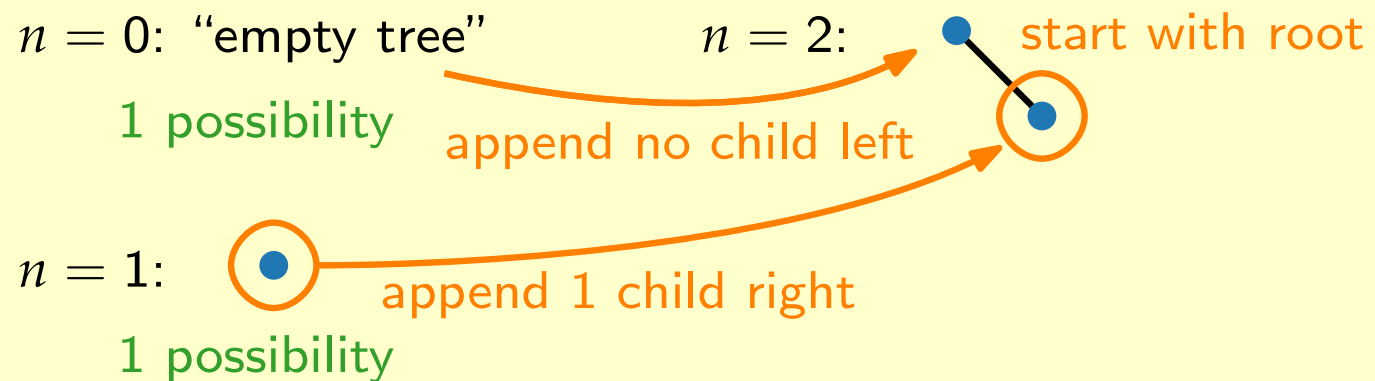 n = 0: “empty tree”
1 possibility
n = 2:
start with root
append no child left
n = 1:
append 1 child right
1 possibility